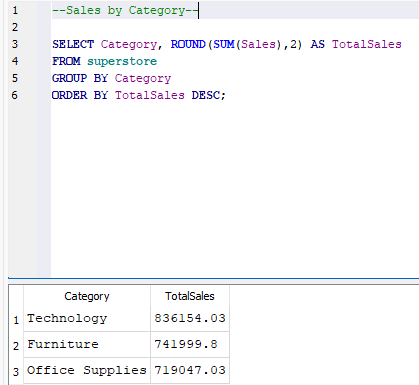 1 --Sales by Category--
2
3 SELECT Category, ROUND(SUM(Sales),2) AS TotalSales
4 FROM superstore
5 GROUP BY Category
6 ORDER BY TotalSales DESC;
Category TotalSales
1 Technology 836154.03
2 Furniture 741999.8
3 Office Supplies 719047.03